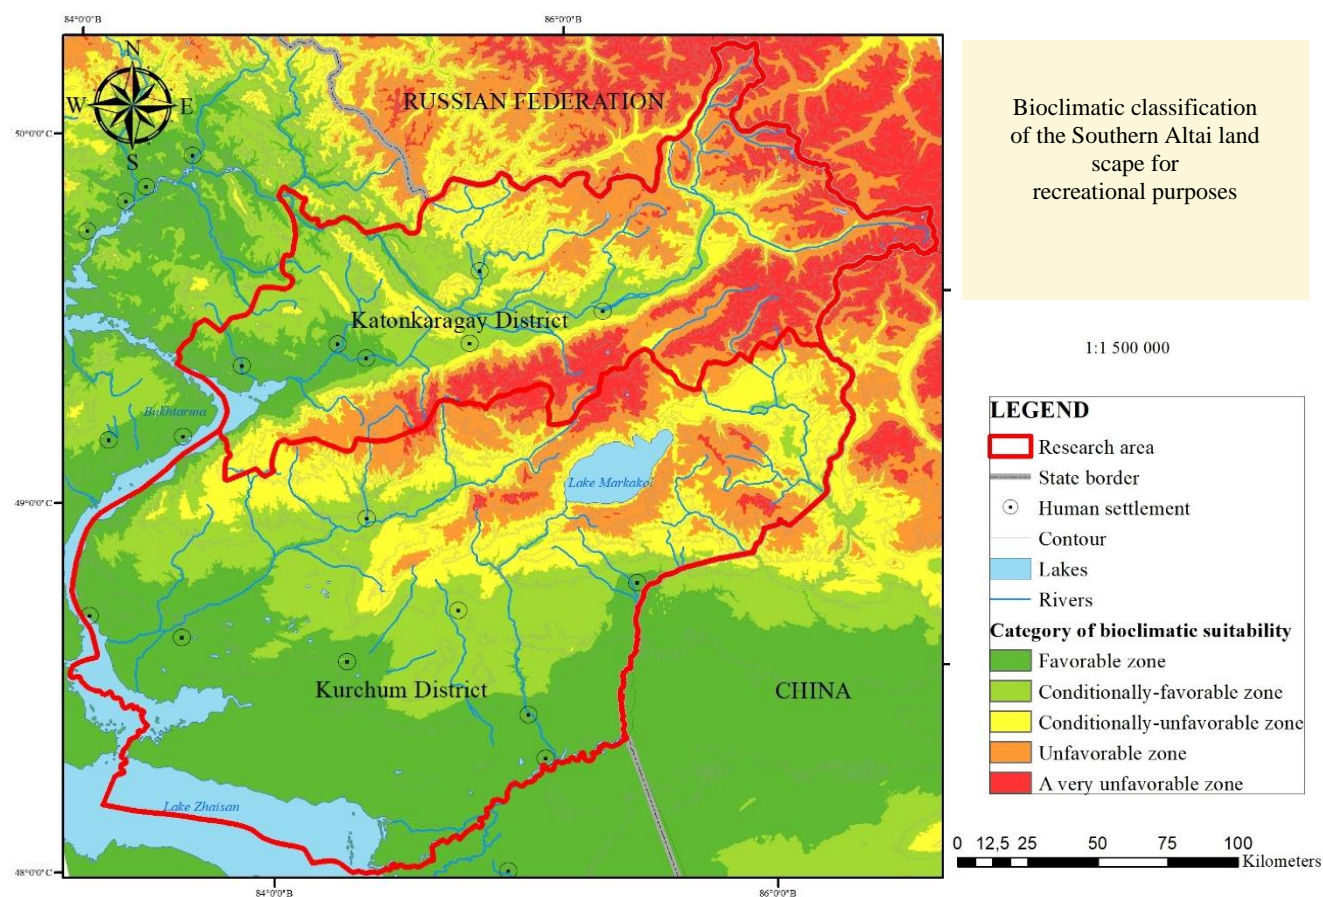 84°0'0"В
86°0'0"В
N
W
E
S
RUSSIAN FEDERATION
50°0'0"С
Katonkaragay District
Bukhtarma
Lake Markakol
49°0'0"С
Kurchum District
CHINA
Lake Zhaisan
48°0'0"С
84°0'0"В
86°0'0"В
Bioclimatic classification
of the Southern Altai land
scape for
recreational purposes
1:1 500 000
LEGEND
Research area
State border
Human settlement
Contour
Lakes
Rivers
Category of bioclimatic suitability
Favorable zone
Conditionally-favorable zone
Conditionally-unfavorable zone
Unfavorable zone
A very unfavorable zone
0 12,5 25 50 75 100
Kilometers